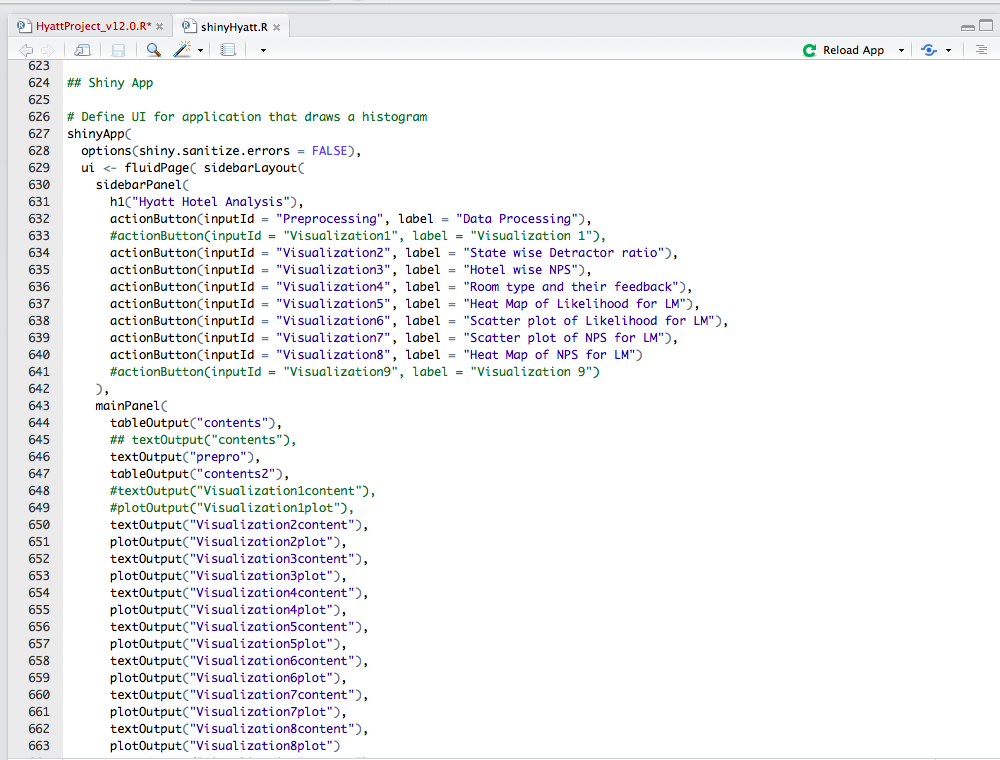 HyattProject_v12.0.R* × shinyHyatt.R ×
Reload App
623
624 ## Shiny App
625
626 # Define UI for application that draws a histogram
627 shinyApp(
628 options(shiny.sanitize.errors = FALSE),
629 ui <- fluidPage( sidebarLayout(
630 sidebarPanel(
631 h1("Hyatt Hotel Analysis"),
632 actionButton(inputId = "Preprocessing", label = "Data Processing"),
633 #actionButton(inputId = "Visualization1", label = "Visualization 1"),
634 actionButton(inputId = "Visualization2", label = "State wise Detractor ratio"),
635 actionButton(inputId = "Visualization3", label = "Hotel wise NPS"),
636 actionButton(inputId = "Visualization4", label = "Room type and their feedback"),
637 actionButton(inputId = "Visualization5", label = "Heat Map of Likelihood for LM"),
638 actionButton(inputId = "Visualization6", label = "Scatter plot of Likelihood for LM"),
639 actionButton(inputId = "Visualization7", label = "Scatter plot of NPS for LM"),
640 actionButton(inputId = "Visualization8", label = "Heat Map of NPS for LM")
641 #actionButton(inputId = "Visualization9", label = "Visualization 9")
642 ),
643 mainPanel(
644 tableOutput("contents"),
645 ## textOutput("contents"),
646 textOutput("prepro"),
647 tableOutput("contents2"),
648 #textOutput("Visualization1content"),
649 #plotOutput("Visualization1plot"),
650 textOutput("Visualization2content"),
651 plotOutput("Visualization2plot"),
652 textOutput("Visualization3content"),
653 plotOutput("Visualization3plot"),
654 textOutput("Visualization4content"),
655 plotOutput("Visualization4plot"),
656 textOutput("Visualization5content"),
657 plotOutput("Visualization5plot"),
658 textOutput("Visualization6content"),
659 plotOutput("Visualization6plot"),
660 textOutput("Visualization7content"),
661 plotOutput("Visualization7plot"),
662 textOutput("Visualization8content"),
663 plotOutput("Visualization8plot")